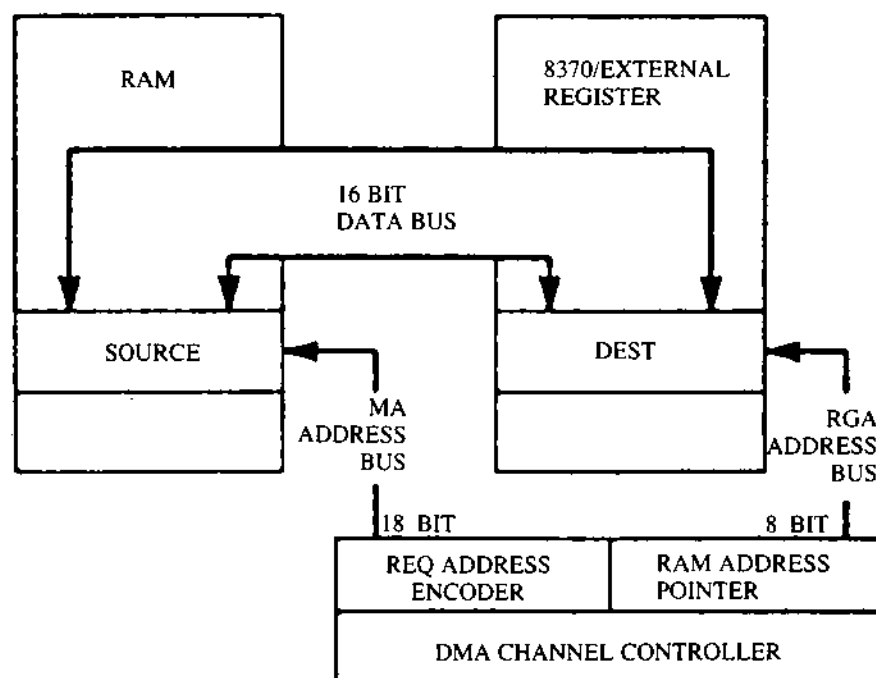 RAM
8370/EXTERNAL
REGISTER
16 BIT
DATA BUS
SOURCE
DEST
MA
ADDRESS
BUS
RGA
ADDRESS
BUS
18 BIT
8 BIT
REQ ADDRESS
ENCODER
RAM ADDRESS
POINTER
DMA CHANNEL CONTROLLER